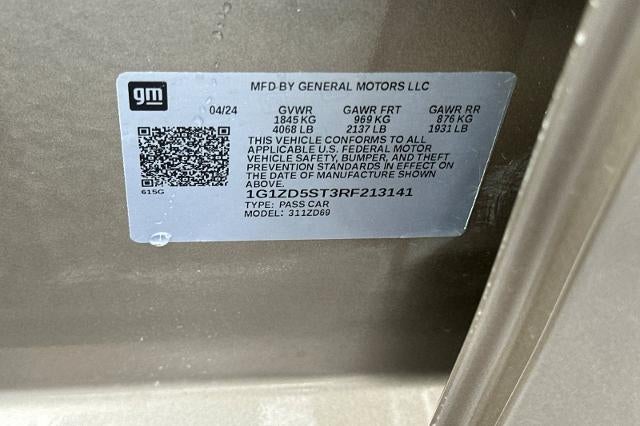 gm
MFD BY GENERAL MOTORS LLC
04/24 GVWR GAWR FRT GAWR RR
1845 KG 969 KG 876 KG
4068 LB 2137 LB 1931 LB
THIS VEHICLE CONFORMS TO ALL
APPLICABLE U.S. FEDERAL MOTOR
VEHICLE SAFETY, BUMPER, AND THEFT
PREVENTION STANDARDS IN EFFECT ON
THE DATE OF MANUFACTURE SHOWN
ABOVE.
615G
1G1ZD5ST3RF213141
TYPE: PASS CAR
MODEL: 311ZD69